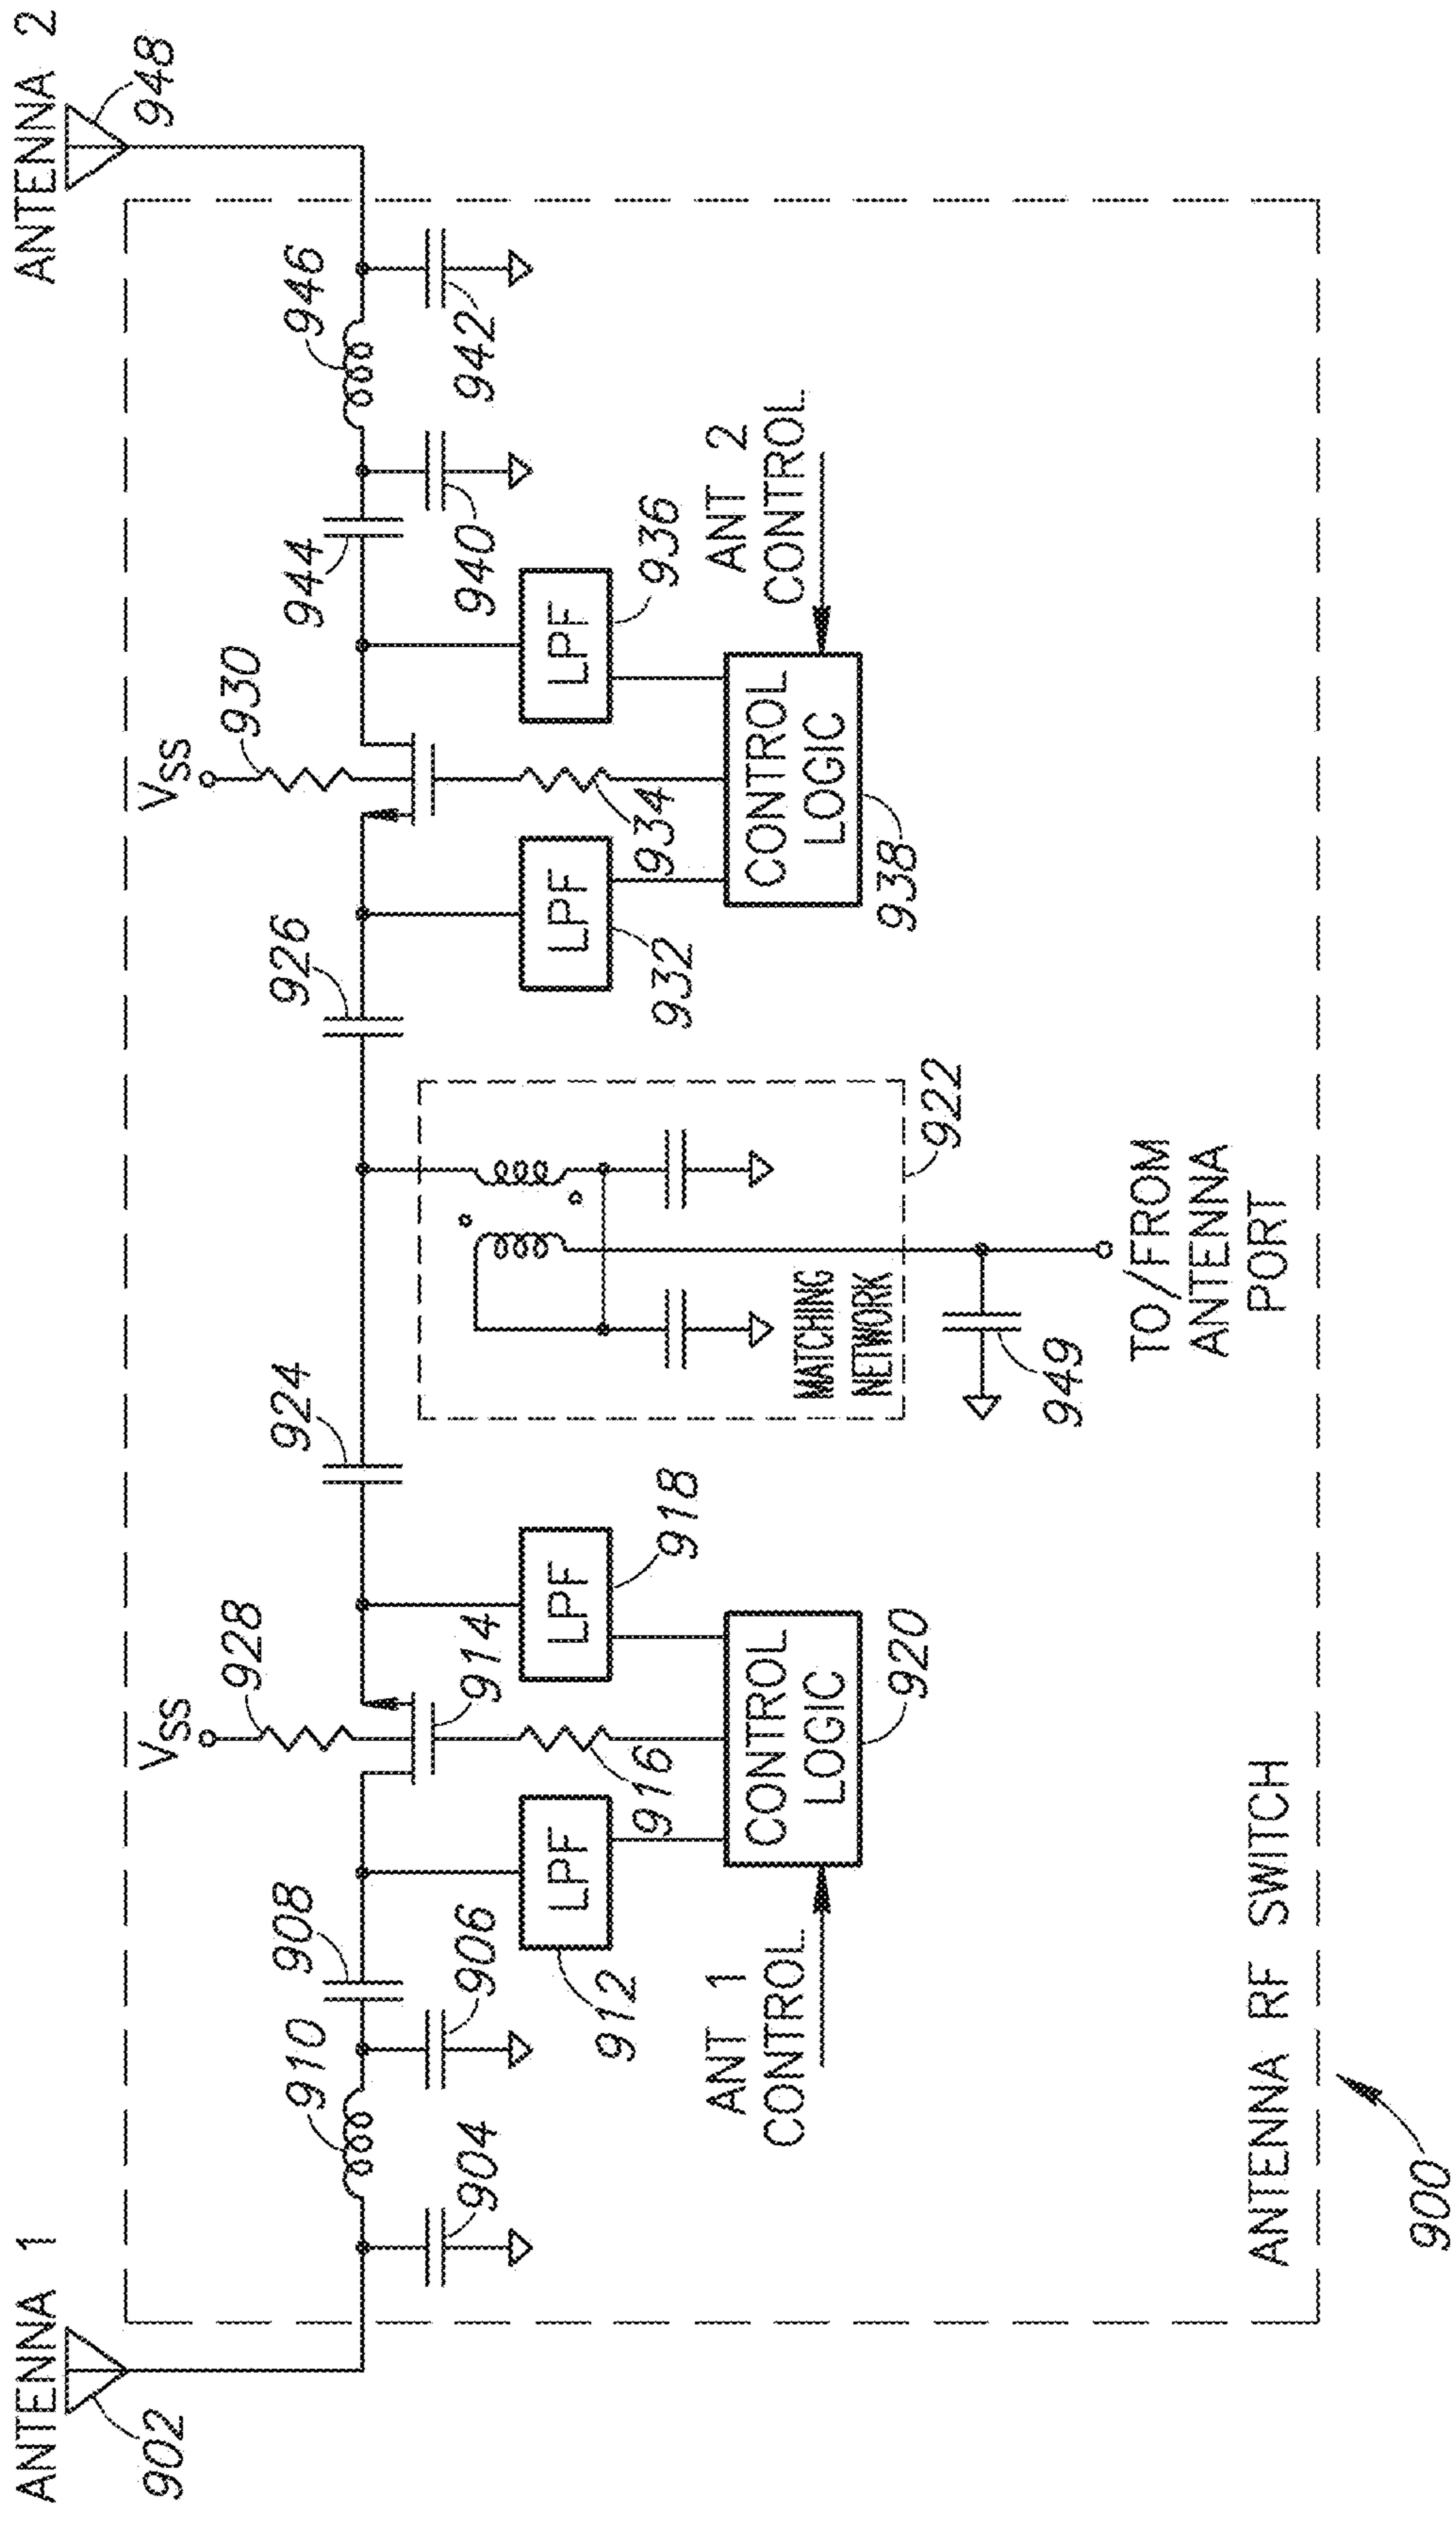 ANTENNA 1
902
ANTENNA 2
948
VSS
928
VSS
930
910
908
924
926
944
946
904
906
914
918
912
916
LPF
LPF
932
934
936
LPF
LPF
940
942
ANT 1
CONTROL
CONTROL
LOGIC
920
MATCHING
NETWORK
922
CONTROL
LOGIC
938
ANT 2
CONTROL
949
TO/FROM
ANTENNA
PORT
ANTENNA RF SWITCH
900